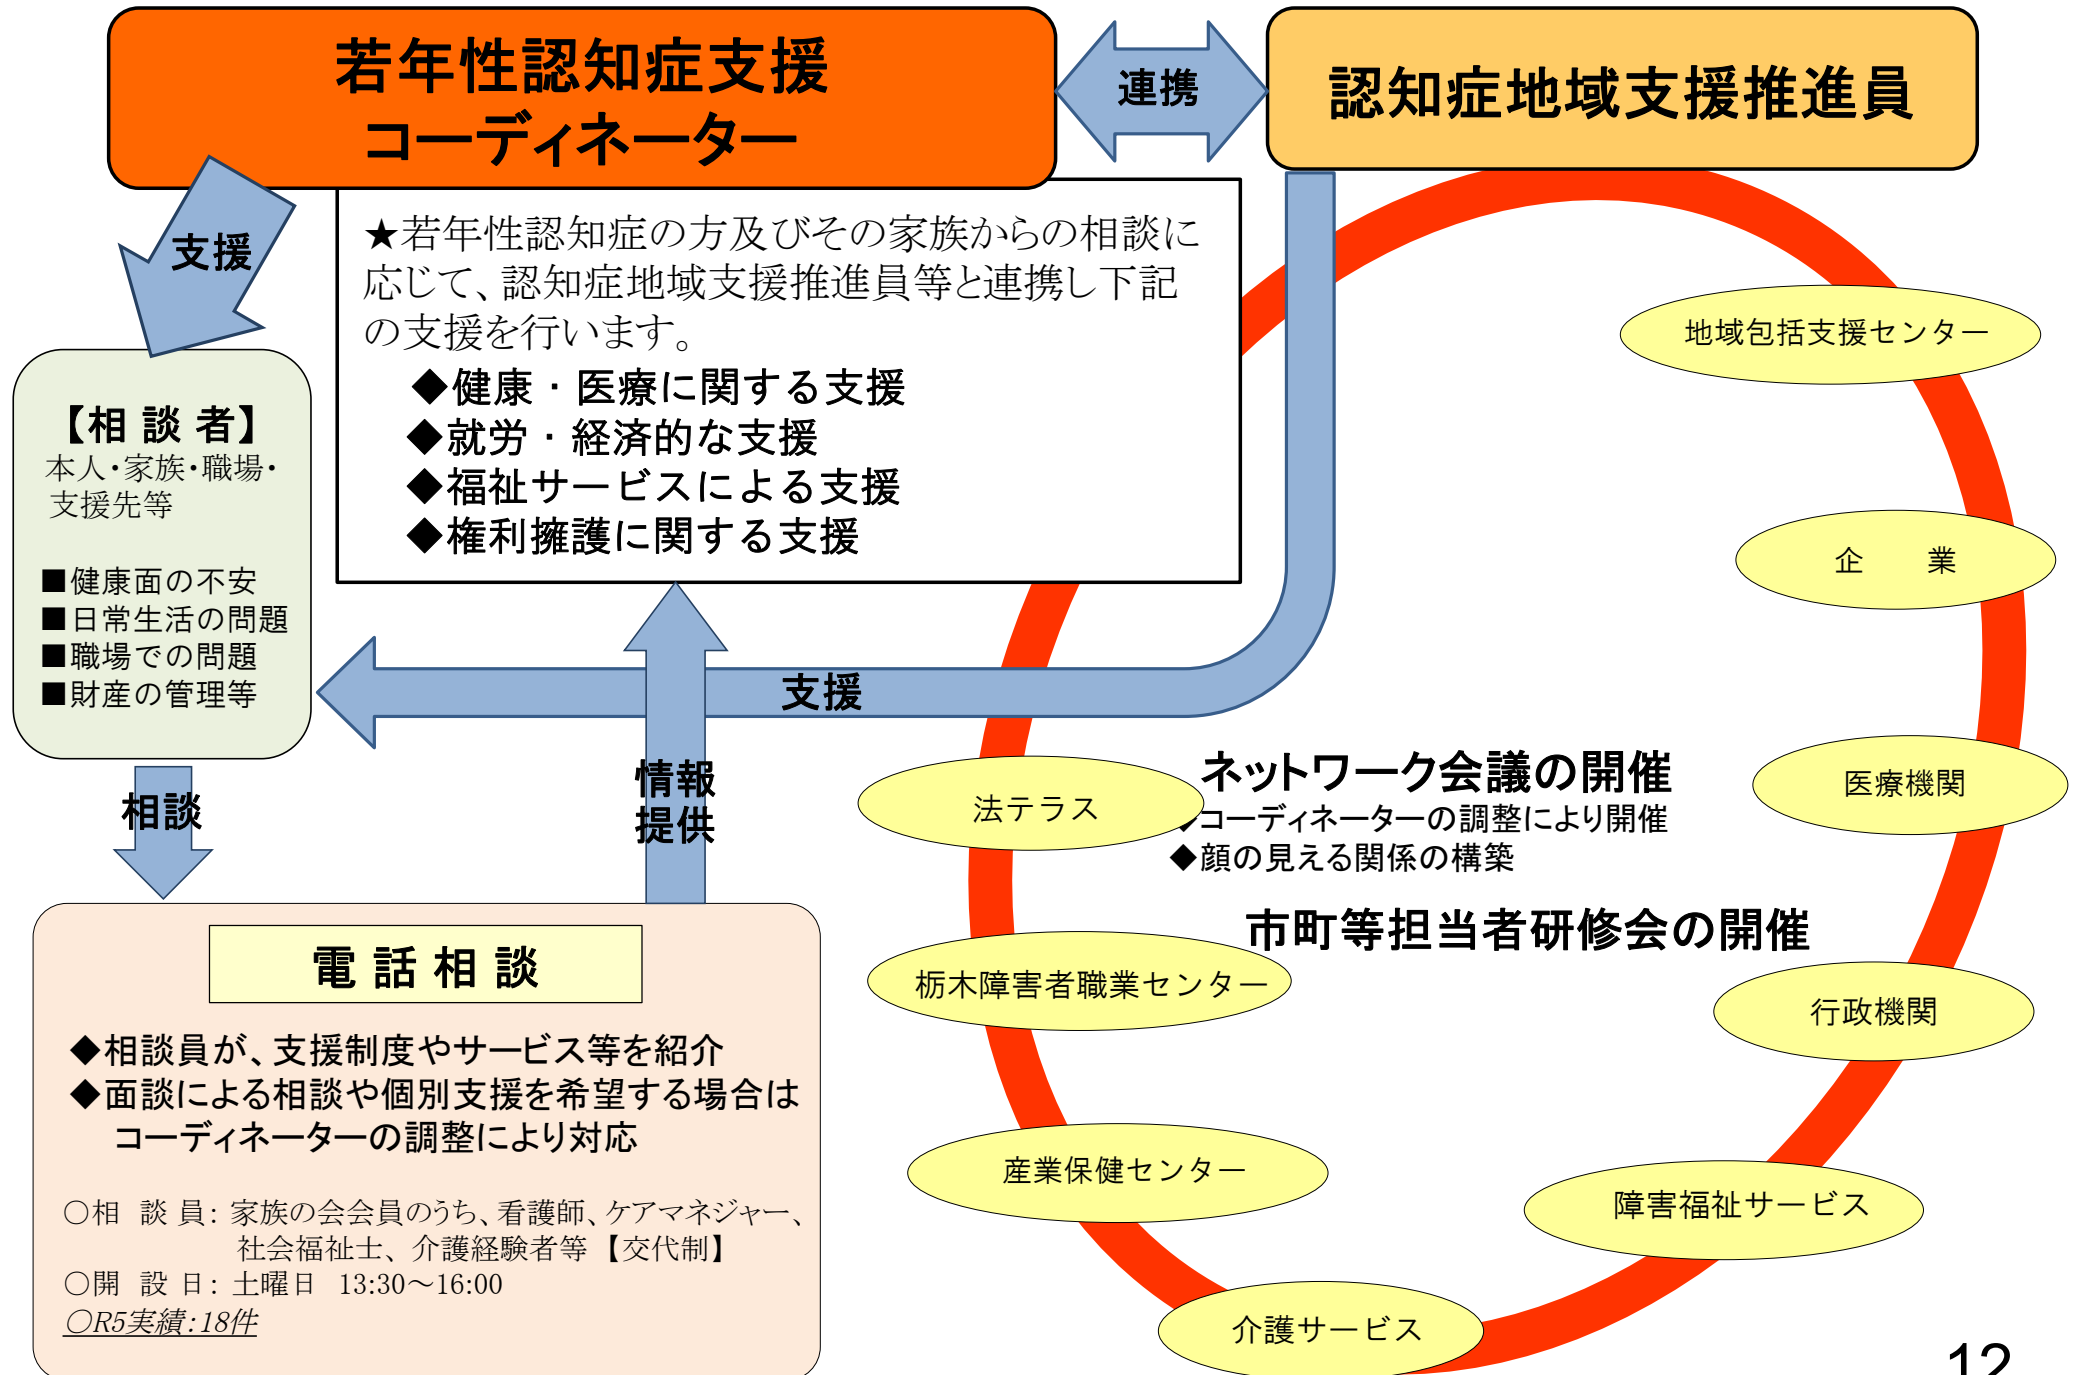 若年性認知症支援
コーディネーター
連携
認知症地域支援推進員
支援
★若年性認知症の方及びその家族からの相談に
応じて、認知症地域支援推進員等と連携し下記
の支援を行います。
◆健康・医療に関する支援
◆就労・経済的な支援
◆福祉サービスによる支援
◆権利擁護に関する支援
【相 談 者】
本人・家族・職場・
支援先等
■健康面の不安
■日常生活の問題
■職場での問題
■財産の管理等
支援
相談
情報
提供
電 話 相 談
◆相談員が、支援制度やサービス等を紹介
◆面談による相談や個別支援を希望する場合は
コーディネーターの調整により対応
○相 談 員: 家族の会会員のうち、看護師、ケアマネジャー、
社会福祉士、介護経験者等【交代制】
○開 設 日: 土曜日 13:30～16:00
○R5実績:18件
地域包括支援センター
企 業
医療機関
行政機関
障害福祉サービス
介護サービス
産業保健センター
栃木障害者職業センター
法テラス
ネットワーク会議の開催
◆コーディネーターの調整により開催
◆顔の見える関係の構築
市町等担当者研修会の開催
12